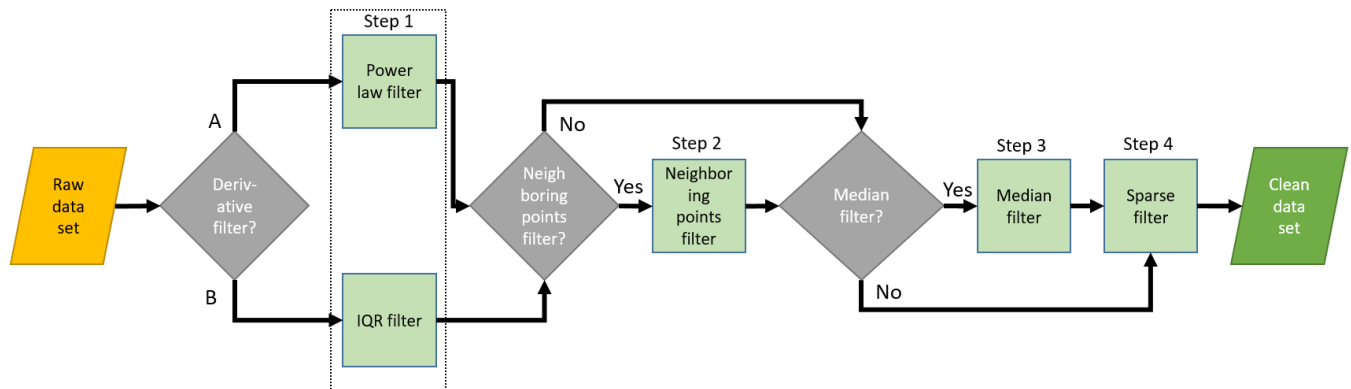 Raw
data
set
Deriv-
ative
filter?
A
B
Step 1
Power
law filter
IQR filter
Neigh
boring
points
filter?
No
Yes
Step 2
Neighbor
ing
points
filter
Median
filter?
Yes
No
Step 3
Median
filter
Step 4
Sparse
filter
Clean
data
set